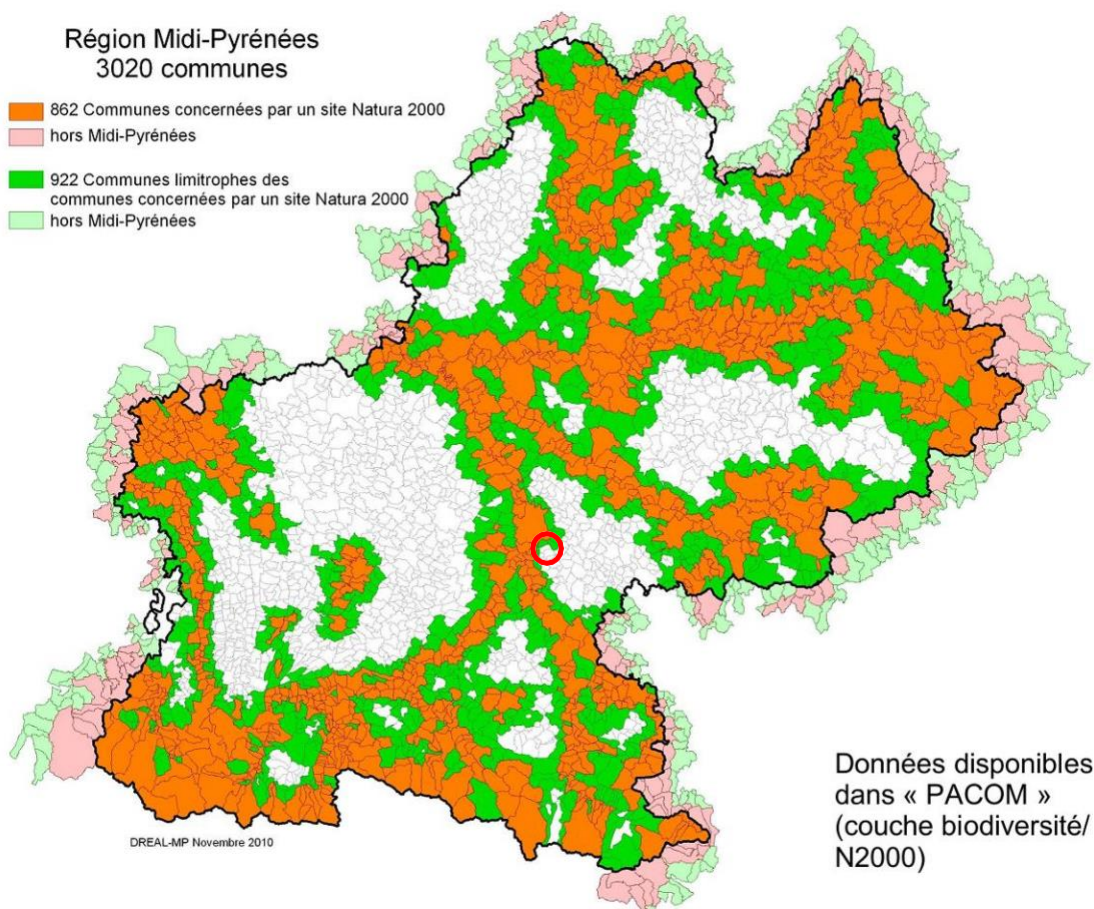 Région Midi-Pyrénées
3020 communes
862 Communes concernées par un site Natura 2000
hors Midi-Pyrénées
922 Communes limitrophes des
communes concernées par un site Natura 2000
hors Midi-Pyrénées
DREAL-MP Novembre 2010
Données disponibles
dans « PACOM »
(couche biodiversité/
N2000)